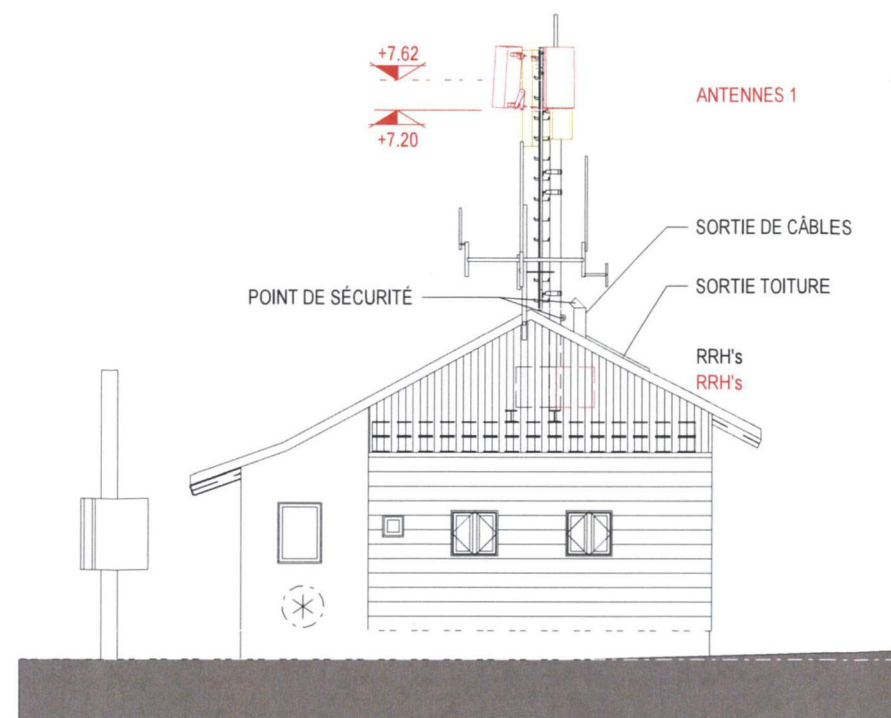 +7.62
ANTENNES 1
+7.20
SORTIE DE CÂBLES
POINT DE SÉCURITÉ
SORTIE TOITURE
RRH's
RRH's